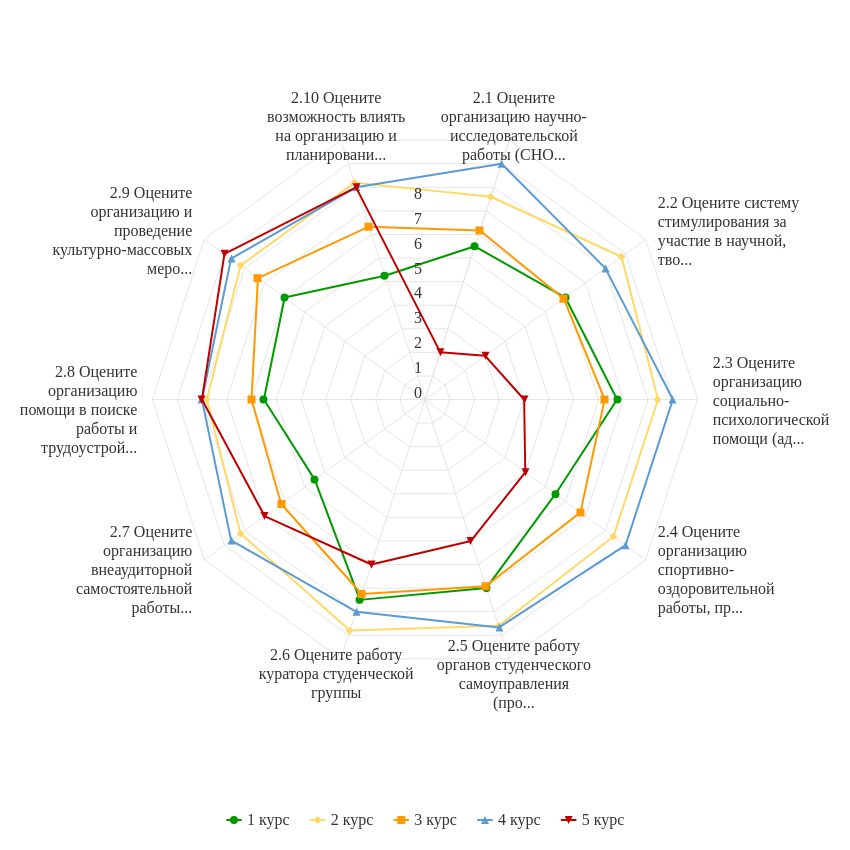 2.10 Оцените
возможность влиять
на организацию и
планировани...
2.1 Оцените
организацию научно-
исследовательской
работы (СНО...
2.2 Оцените систему
стимулирования за
участие в научной,
тво...
2.3 Оцените
организацию
социально-
психологической
помощи (ад...
2.4 Оцените
организацию
спортивно-
оздоровительной
работы, пр...
2.5 Оцените работу
органов студенческого
самоуправления
(про...
2.6 Оцените работу
куратора студенческой
группы
2.7 Оцените
организацию
внеаудиторной
самостоятельной
работы...
2.8 Оцените
организацию
помощи в поиске
работы и
трудоустрой...
2.9 Оцените
организацию и
проведение
культурно-массовых
меро...
8
7
6
5
4
3
2
1
0
1 курс 2 курс 3 курс 4 курс 5 курс